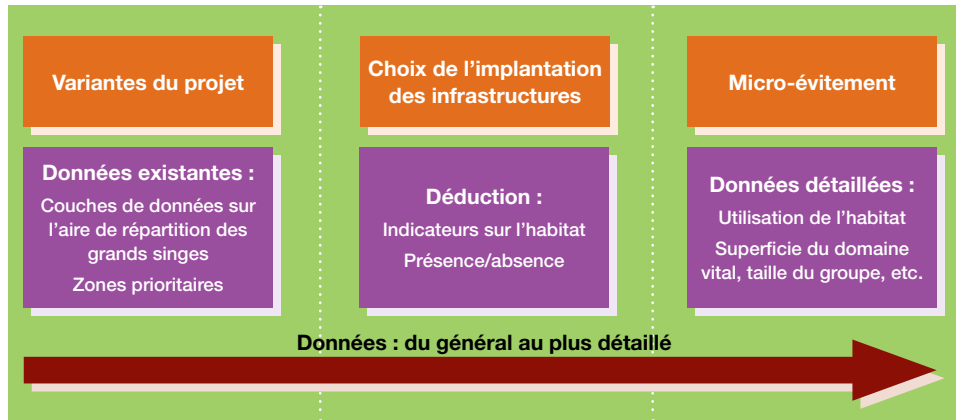 Variantes du projet
Données existantes :
Couches de données sur
l’aire de répartition des
grands singes
Zones prioritaires
Choix de l’implantation
des infrastructures
Déduction :
Indicateurs sur l’habitat
Présence/absence
Micro-évitement
Données détaillées :
Utilisation de l’habitat
Superficie du domaine
vital, taille du groupe, etc.
Données : du général au plus détaillé